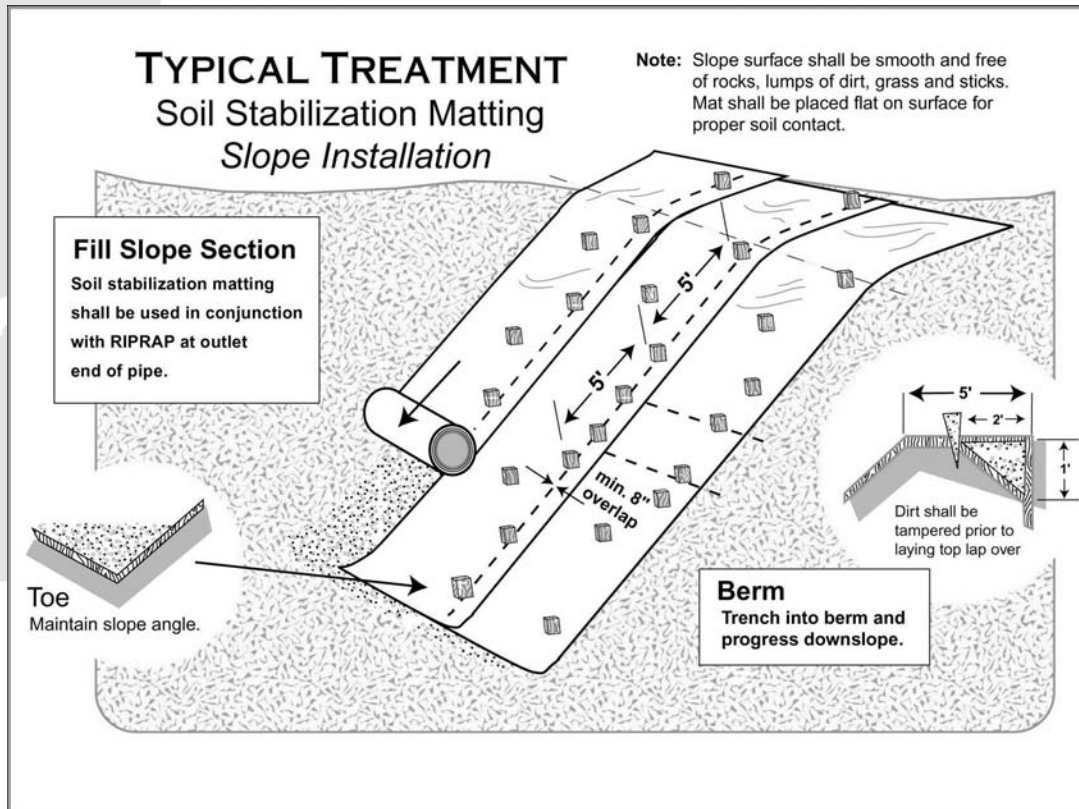 TYPICAL TREATMENT
Soil Stabilization Matting
Slope Installation
Note: Slope surface shall be smooth and free
of rocks, lumps of dirt, grass and sticks.
Mat shall be placed flat on surface for
proper soil contact.
Fill Slope Section
Soil stabilization matting
shall be used in conjunction
with RIPRAP at outlet
end of pipe.
5'
5'
min. 8"
overlap
5'
2'
1'
Dirt shall be
tampered prior to
laying top lap over
Toe
Maintain slope angle.
Berm
Trench into berm and
progress downslope.